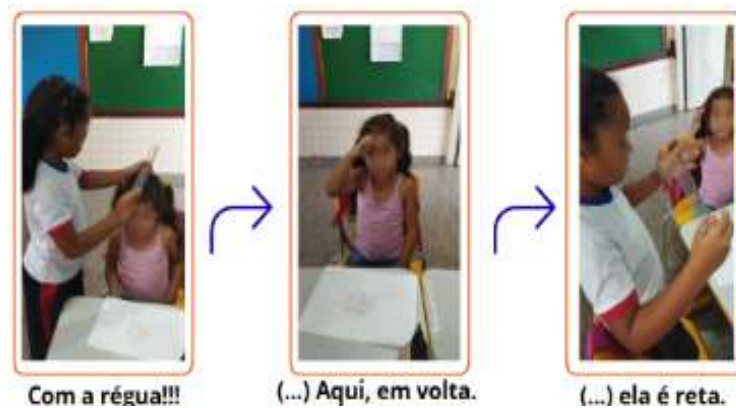 Com a régua!!!
(...) Aqui, em volta.
(...) ela é reta.